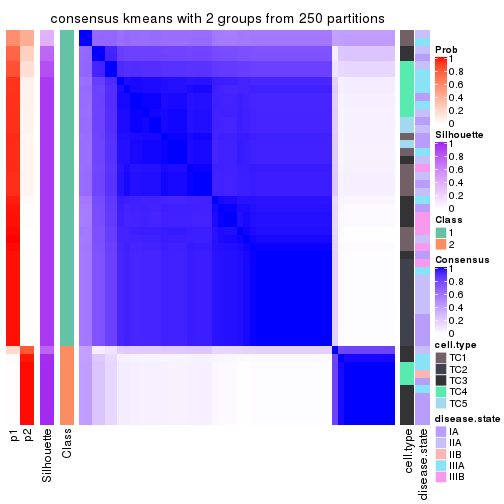 consensus kmeans with 2 groups from 250 partitions
Prob
1
0.8
0.6
0.4
0.2
0
Silhouette
1
0.8
0.6
0.4
0.2
0
Class
1
2
Consensus
1
0.8
0.6
0.4
0.2
0
cell.type
TC1
TC2
TC3
TC4
TC5
disease.state
IA
IIA
IIB
IIIA
IIIB
p1
p2
Silhouette
Class
cell.type
disease.state